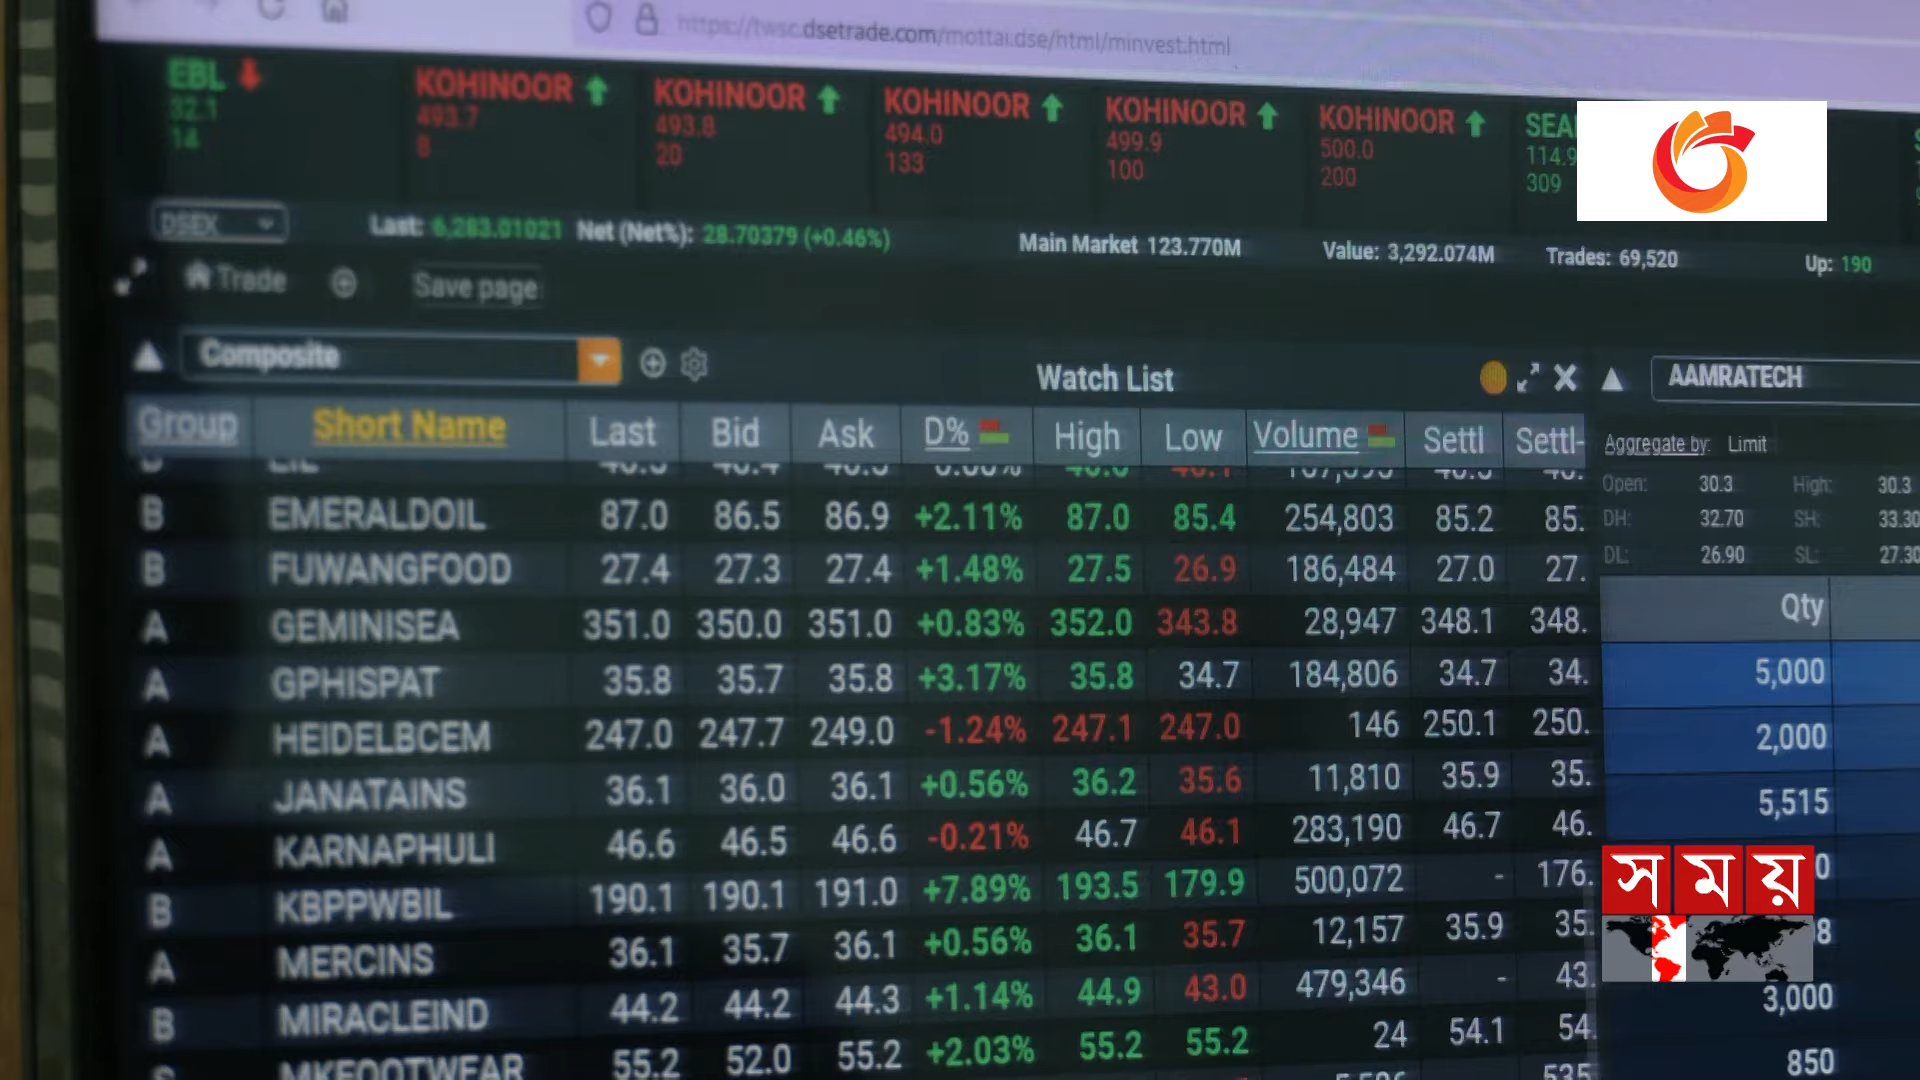 https://twsc.dsetrade.com/mottai.dse/html/minvest.html
EBL KOHINOOR KOHINOOR KOHINOOR KOHINOOR KOHINOOR
32.1 493.7 493.8 494.0 499.9 500.0 114.9
14 8 20 133 100 200 309
DSEX Last: 6,283.01021 Net (Net%): 28.70379 (+0.46%) Main Market 123.770M Value: 3,292.074M Trades: 69,520 Up: 190
Trade Save page
Composite Watch List AAMRATECH
Group Short Name Last Bid Ask D% High Low Volume Settl Settl-
Aggregate by: Limit
Open: 30.3 High: 30.3
DH: 32.70 SH: 33.30
DL: 26.90 SL: 27.30
Qty
5,000
2,000
5,515
B EMERALDOIL 87.0 86.5 86.9 +2.11% 87.0 85.4 254,803 85.2 85.
B FUWANGFOOD 27.4 27.3 27.4 +1.48% 27.5 26.9 186,484 27.0 27.
A GEMINISEA 351.0 350.0 351.0 +0.83% 352.0 343.8 28,947 348.1 348.
A GPHISPAT 35.8 35.7 35.8 +3.17% 35.8 34.7 184,806 34.7 34.
A HEIDELBCEM 247.0 247.7 249.0 -1.24% 247.1 247.0 146 250.1 250.
A JANATAINS 36.1 36.0 36.1 +0.56% 36.2 35.6 11,810 35.9 35.
A KARNAPHULI 46.6 46.5 46.6 -0.21% 46.7 46.1 283,190 46.7 46.
B KBPPWBIL 190.1 190.1 191.0 +7.89% 193.5 179.9 500,072 - 176.
A MERCINS 36.1 35.7 36.1 +0.56% 36.1 35.7 12,157 35.9 35.
B MIRACLEIND 44.2 44.2 44.3 +1.14% 44.9 43.0 479,346 - 43.
MKFOOTWEAR 55.2 52.0 55.2 +2.03% 55.2 55.2 24 54.1 54.
সময়
3,000
850